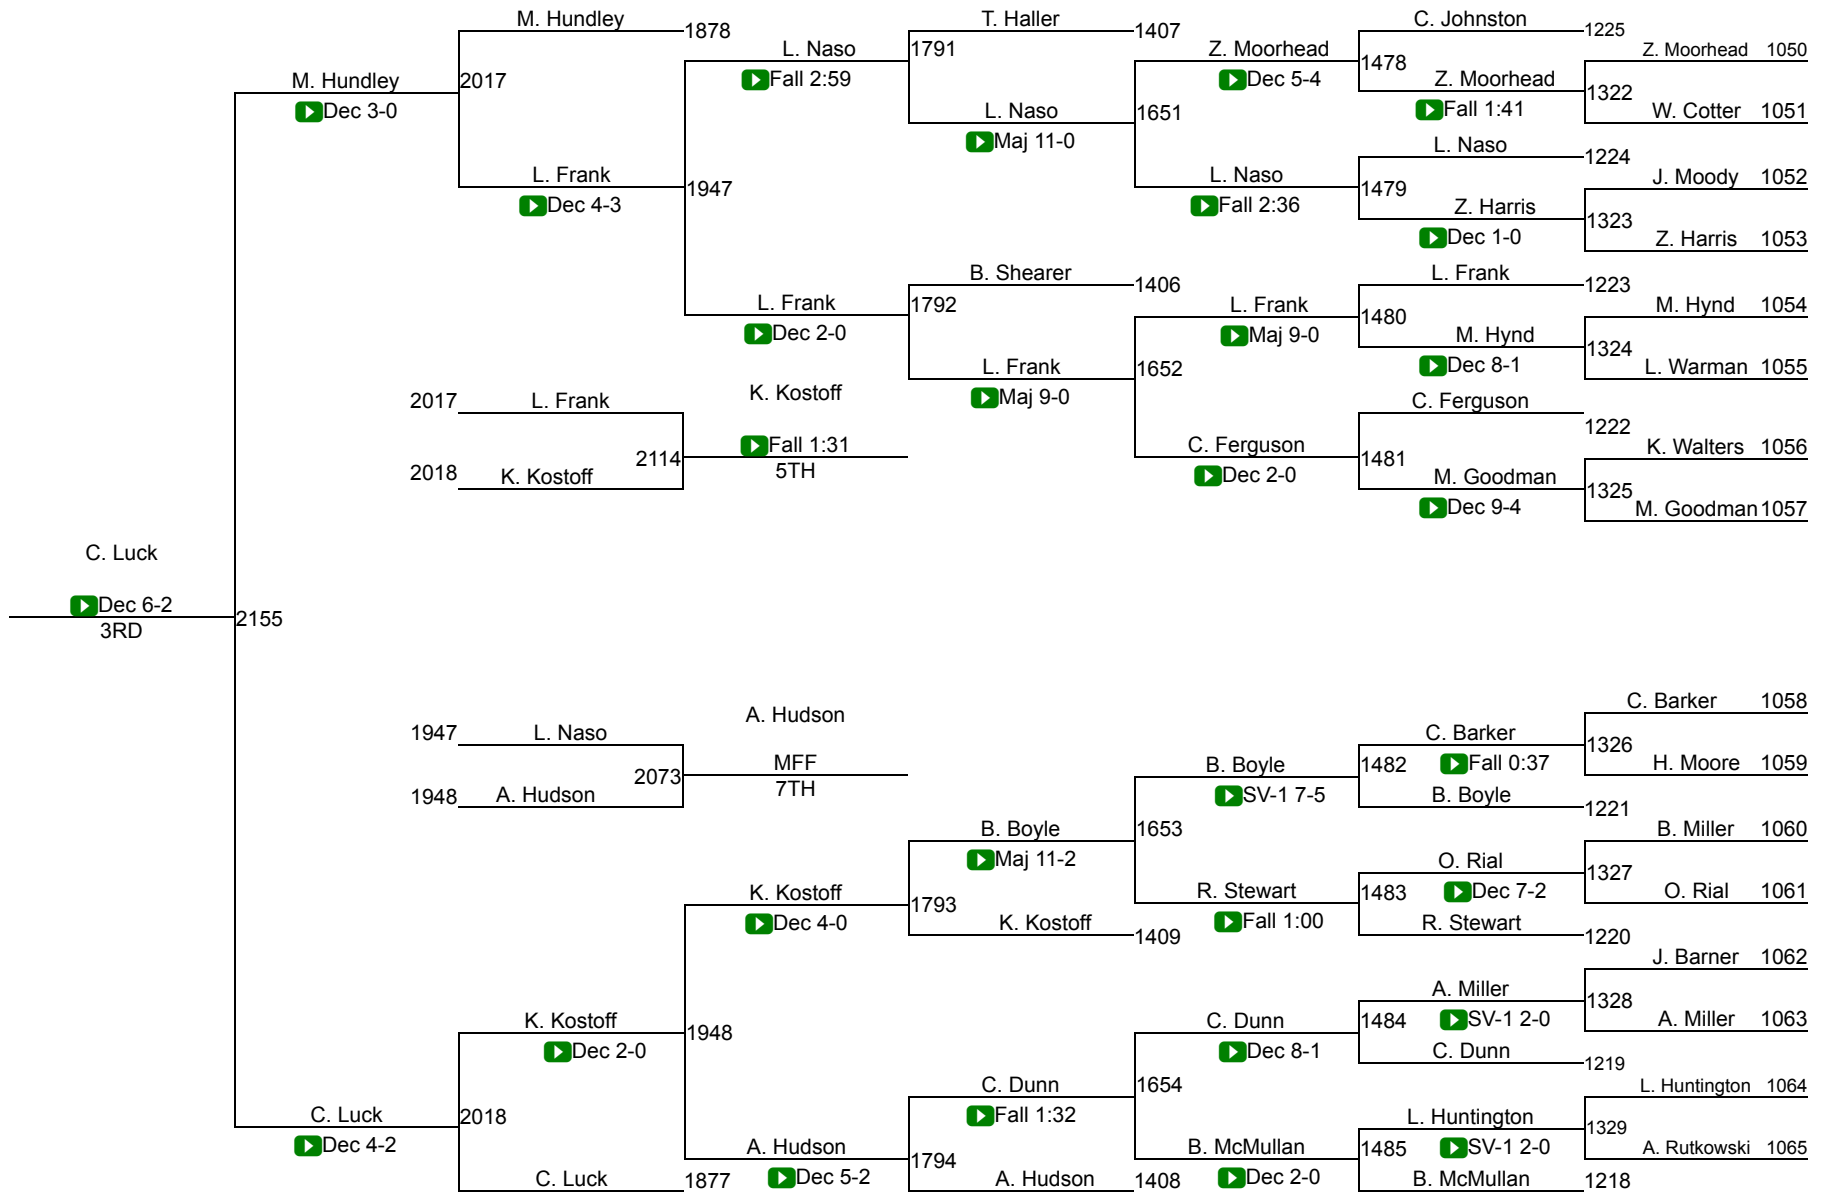 M. Hundley
1878
M. Hundley
2017
Dec 3-0
L. Frank
Dec 4-3
L. Naso
Fall 2:59
1947
L. Frank
Dec 2-0
T. Haller
1407
1791
L. Naso
Maj 11-0
B. Shearer
1406
1792
L. Frank
Maj 9-0
Z. Moorhead
Dec 5-4
1651
L. Naso
Fall 2:36
L. Frank
Maj 9-0
1652
C. Ferguson
Dec 2-0
C. Johnston
1225
1478
Z. Moorhead
Fall 1:41
L. Naso
1224
1479
Z. Harris
Dec 1-0
L. Frank
1223
1480
M. Hynd
Dec 8-1
C. Ferguson
1222
1481
M. Goodman
Dec 9-4
Z. Moorhead 1050
1322
W. Cotter 1051
J. Moody 1052
1323
Z. Harris 1053
M. Hynd 1054
1324
L. Warman 1055
K. Walters 1056
1325
M. Goodman 1057
2017 L. Frank
2114
2018 K. Kostoff
K. Kostoff
Fall 1:31
5TH
C. Luck
Dec 6-2
3RD
2155
1947 L. Naso
2073
1948 A. Hudson
A. Hudson
MFF
7TH
C. Luck
Dec 4-2
2018
K. Kostoff
Dec 2-0
C. Luck
1877
K. Kostoff
Dec 4-0
1948
A. Hudson
Dec 5-2
B. Boyle
Maj 11-2
1793
K. Kostoff
1409
C. Dunn
Fall 1:32
1794
A. Hudson
1408
B. Boyle
SV-1 7-5
1653
R. Stewart
Fall 1:00
C. Dunn
Dec 8-1
1654
B. McMullan
Dec 2-0
C. Barker
1482
Fall 0:37
B. Boyle
1221
O. Rial
1483
Dec 7-2
R. Stewart
1220
A. Miller
1484
SV-1 2-0
C. Dunn
1219
L. Huntington
1485
SV-1 2-0
B. McMullan
1218
C. Barker 1058
1326
H. Moore 1059
B. Miller 1060
1327
O. Rial 1061
J. Barner 1062
1328
A. Miller 1063
L. Huntington 1064
1329
A. Rutkowski 1065